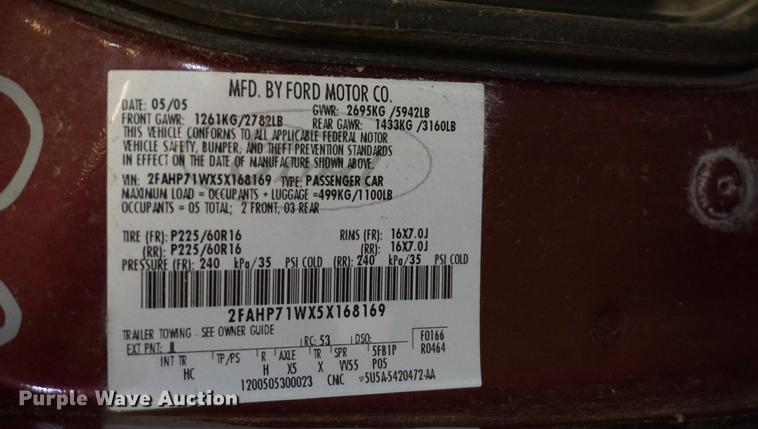 MFD. BY FORD MOTOR CO.
DATE: 05/05 GVWR: 2695KG /5942LB
FRONT GAWR: 1261KG/2782LB REAR GAWR: 1433KG /3160LB
THIS VEHICLE CONFORMS TO ALL APPLICABLE FEDERAL MOTOR
VEHICLE SAFETY, BUMPER, AND THEFT PREVENTION STANDARDS
IN EFFECT ON THE DATE OF MANUFACTURE SHOWN ABOVE.
VIN: 2FAHP71WX5X168169 TYPE: PASSENGER CAR
MAXIMUM LOAD = OCCUPANTS + LUGGAGE =499KG/1100LB
OCCUPANTS = 05 TOTAL; 2 FRONT, 03 REAR
TIRE (FR): P225/60R16 RIMS (FR): 16X7.0J
(RR): P225/60R16 (RR): 16X7.0J
PRESSURE (FR): 240 kPa/35 PSI COLD (RR): 240 kPa/35 PSI COLD
2FAHP71WX5X168169
TRAILER TOWING - SEE OWNER GUIDE
EXT PNT: RC: 53 DSO: F0166
INT TR TP/PS R AXLE TR SPR 5FB1P R0464
HC H X5 X VV55 P05
1200505300023 CMC 5U5A-5420472-AA
Purple Wave Auction